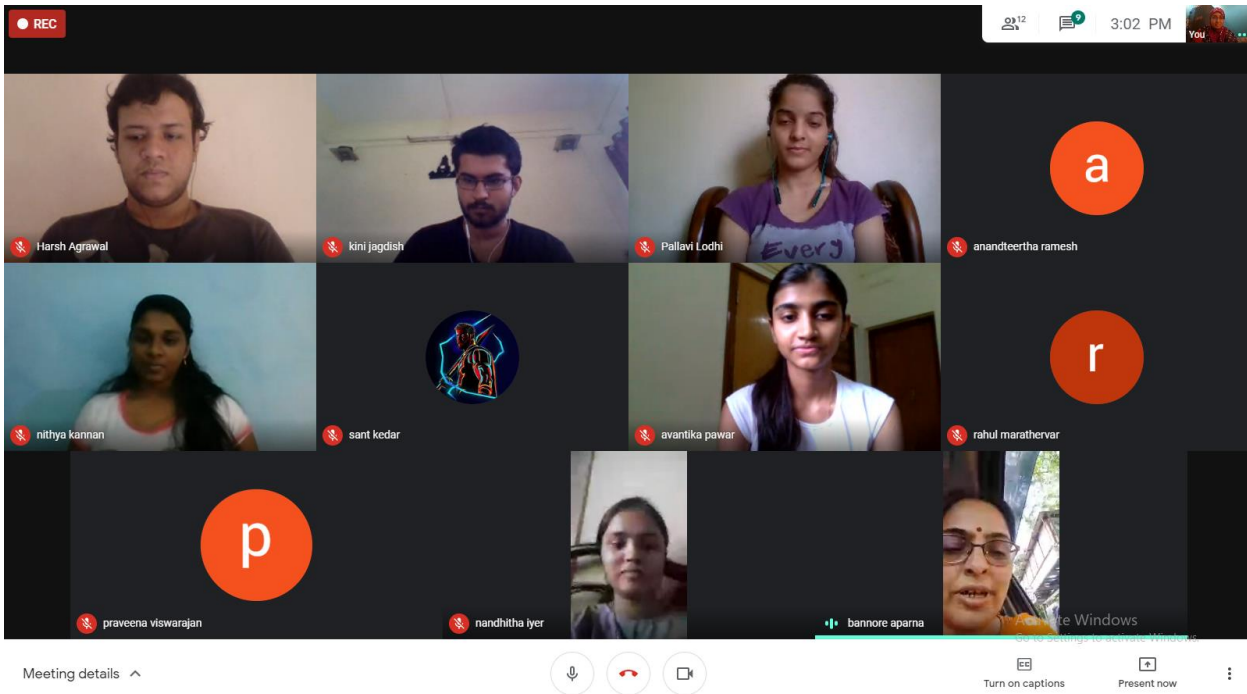 REC
12
9
3:02 PM
You
Harsh Agrawal
kini jagdish
Every
Pallavi Lodhi
a
anandteertha ramesh
nithya kannan
sant kedar
avantika pawar
r
rahul marathervar
p
praveena viswarajan
nandhitha iyer
bannore aparna
Activate Windows
Go to Settings to activate Windows.
Meeting details
CC
Turn on captions
Present now